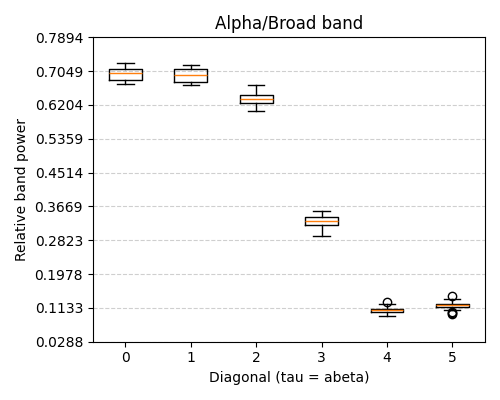 Alpha/Broad band
Relative band power
0.7894
0.7049
0.6204
0.5359
0.4514
0.3669
0.2823
0.1978
0.1133
0.0288
0 1 2 3 4 5
Diagonal (tau = abeta)